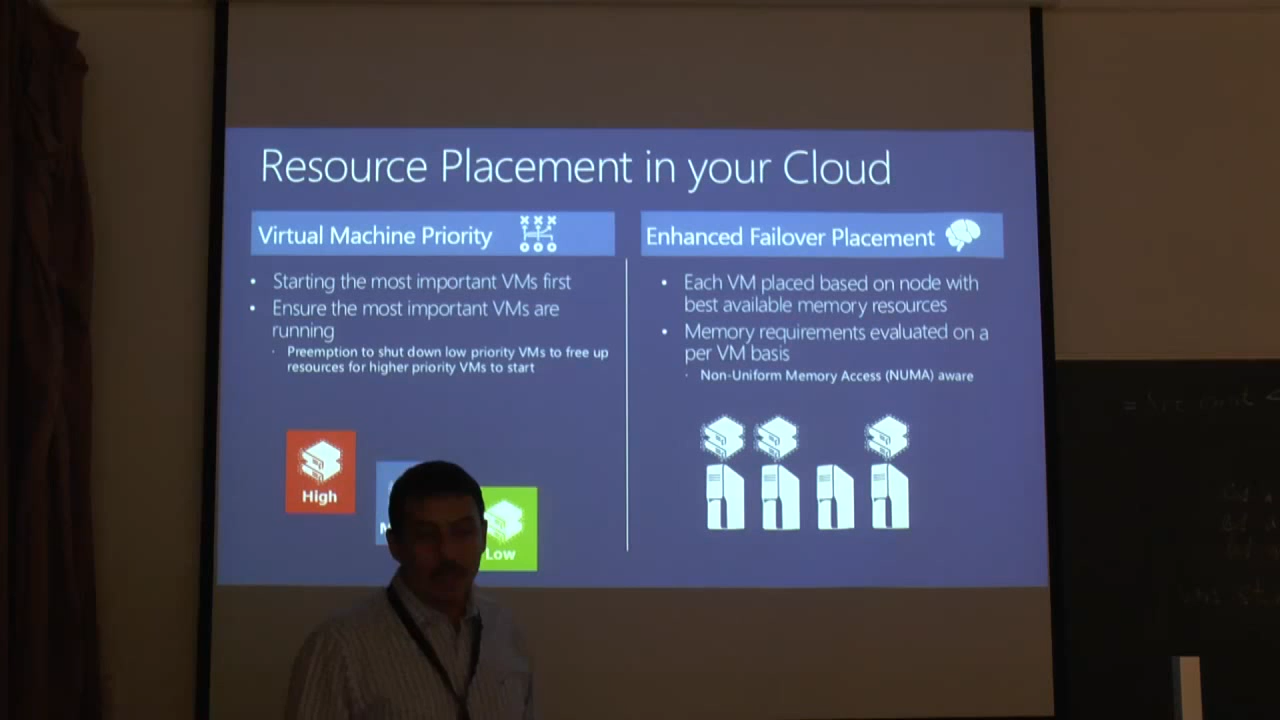 Resource Placement in your Cloud
Virtual Machine Priority
• Starting the most important VMs first
• Ensure the most important VMs are
running
· Preemption to shut down low priority VMs to free up
resources for higher priority VMs to start
High
Low
Enhanced Failover Placement
• Each VM placed based on node with
best available memory resources
• Memory requirements evaluated on a
per VM basis
· Non-Uniform Memory Access (NUMA) aware